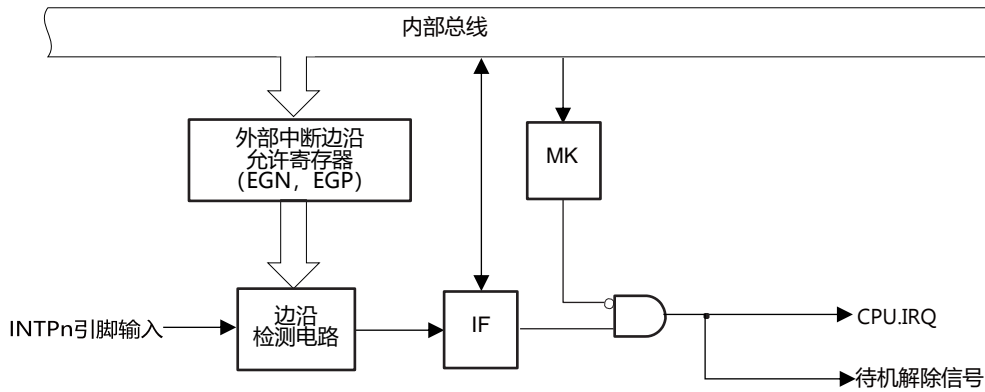 内部总线
外部中断边沿
允许寄存器
（EGN，EGP）
MK
INTPn引脚输入
边沿
检测电路
IF
CPU.IRQ
待机解除信号